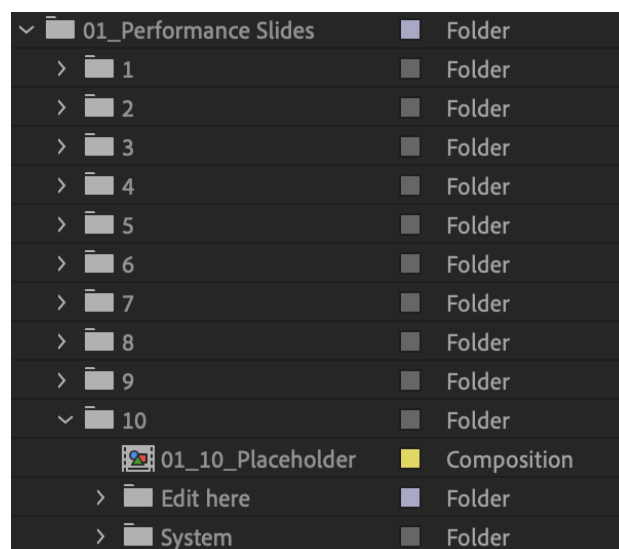 01_Performance Slides Folder
1 Folder
2 Folder
3 Folder
4 Folder
5 Folder
6 Folder
7 Folder
8 Folder
9 Folder
10 Folder
01_10_Placeholder Composition
Edit here Folder
System Folder